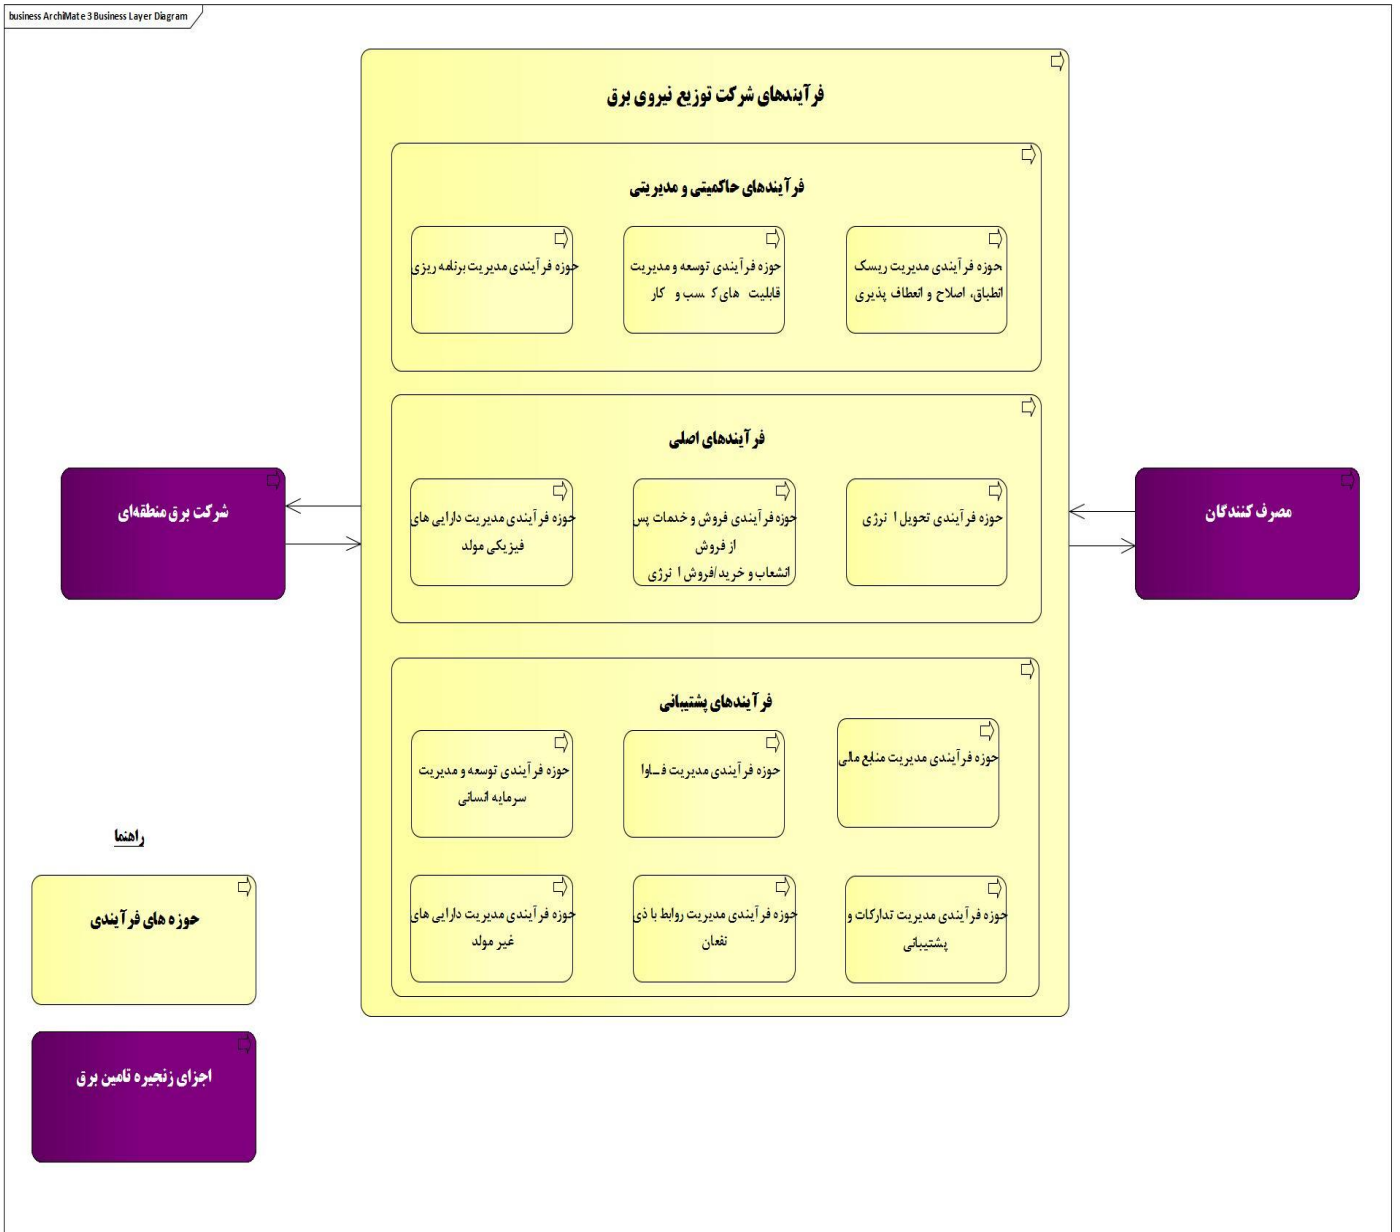 business ArchiMate 3 Business Layer Diagram
فرآیندهای شرکت توزیع نیروی برق
فرآیندهای حاکمیتی و مدیریتی
حوزه فرآیندی مدیریت ریسک
انطباق، اصلاح و انعطاف پذیری
حوزه فرآیندی توسعه و مدیریت
قابلیت های کسب و کار
حوزه فرآیندی مدیریت برنامه ریزی
فرآیندهای اصلی
حوزه فرآیندی تحویل انرژی
حوزه فرآیندی فروش و خدمات پس
از فروش
انشعاب و خرید/فروش انرژی
حوزه فرآیندی مدیریت دارایی های
فیزیکی مولد
مصرف کنندگان
شرکت برق منطقه‌ای
فرآیندهای پشتیبانی
حوزه فرآیندی مدیریت منابع مالی
حوزه فرآیندی مدیریت فـاوا
حوزه فرآیندی توسعه و مدیریت
سرمایه انسانی
حوزه فرآیندی مدیریت تدارکات و
پشتیبانی
حوزه فرآیندی مدیریت روابط با ذی
نفعان
حوزه فرآیندی مدیریت دارایی های
غیر مولد
راهنما
حوزه های فرآیندی
اجزای زنجیره تامین برق